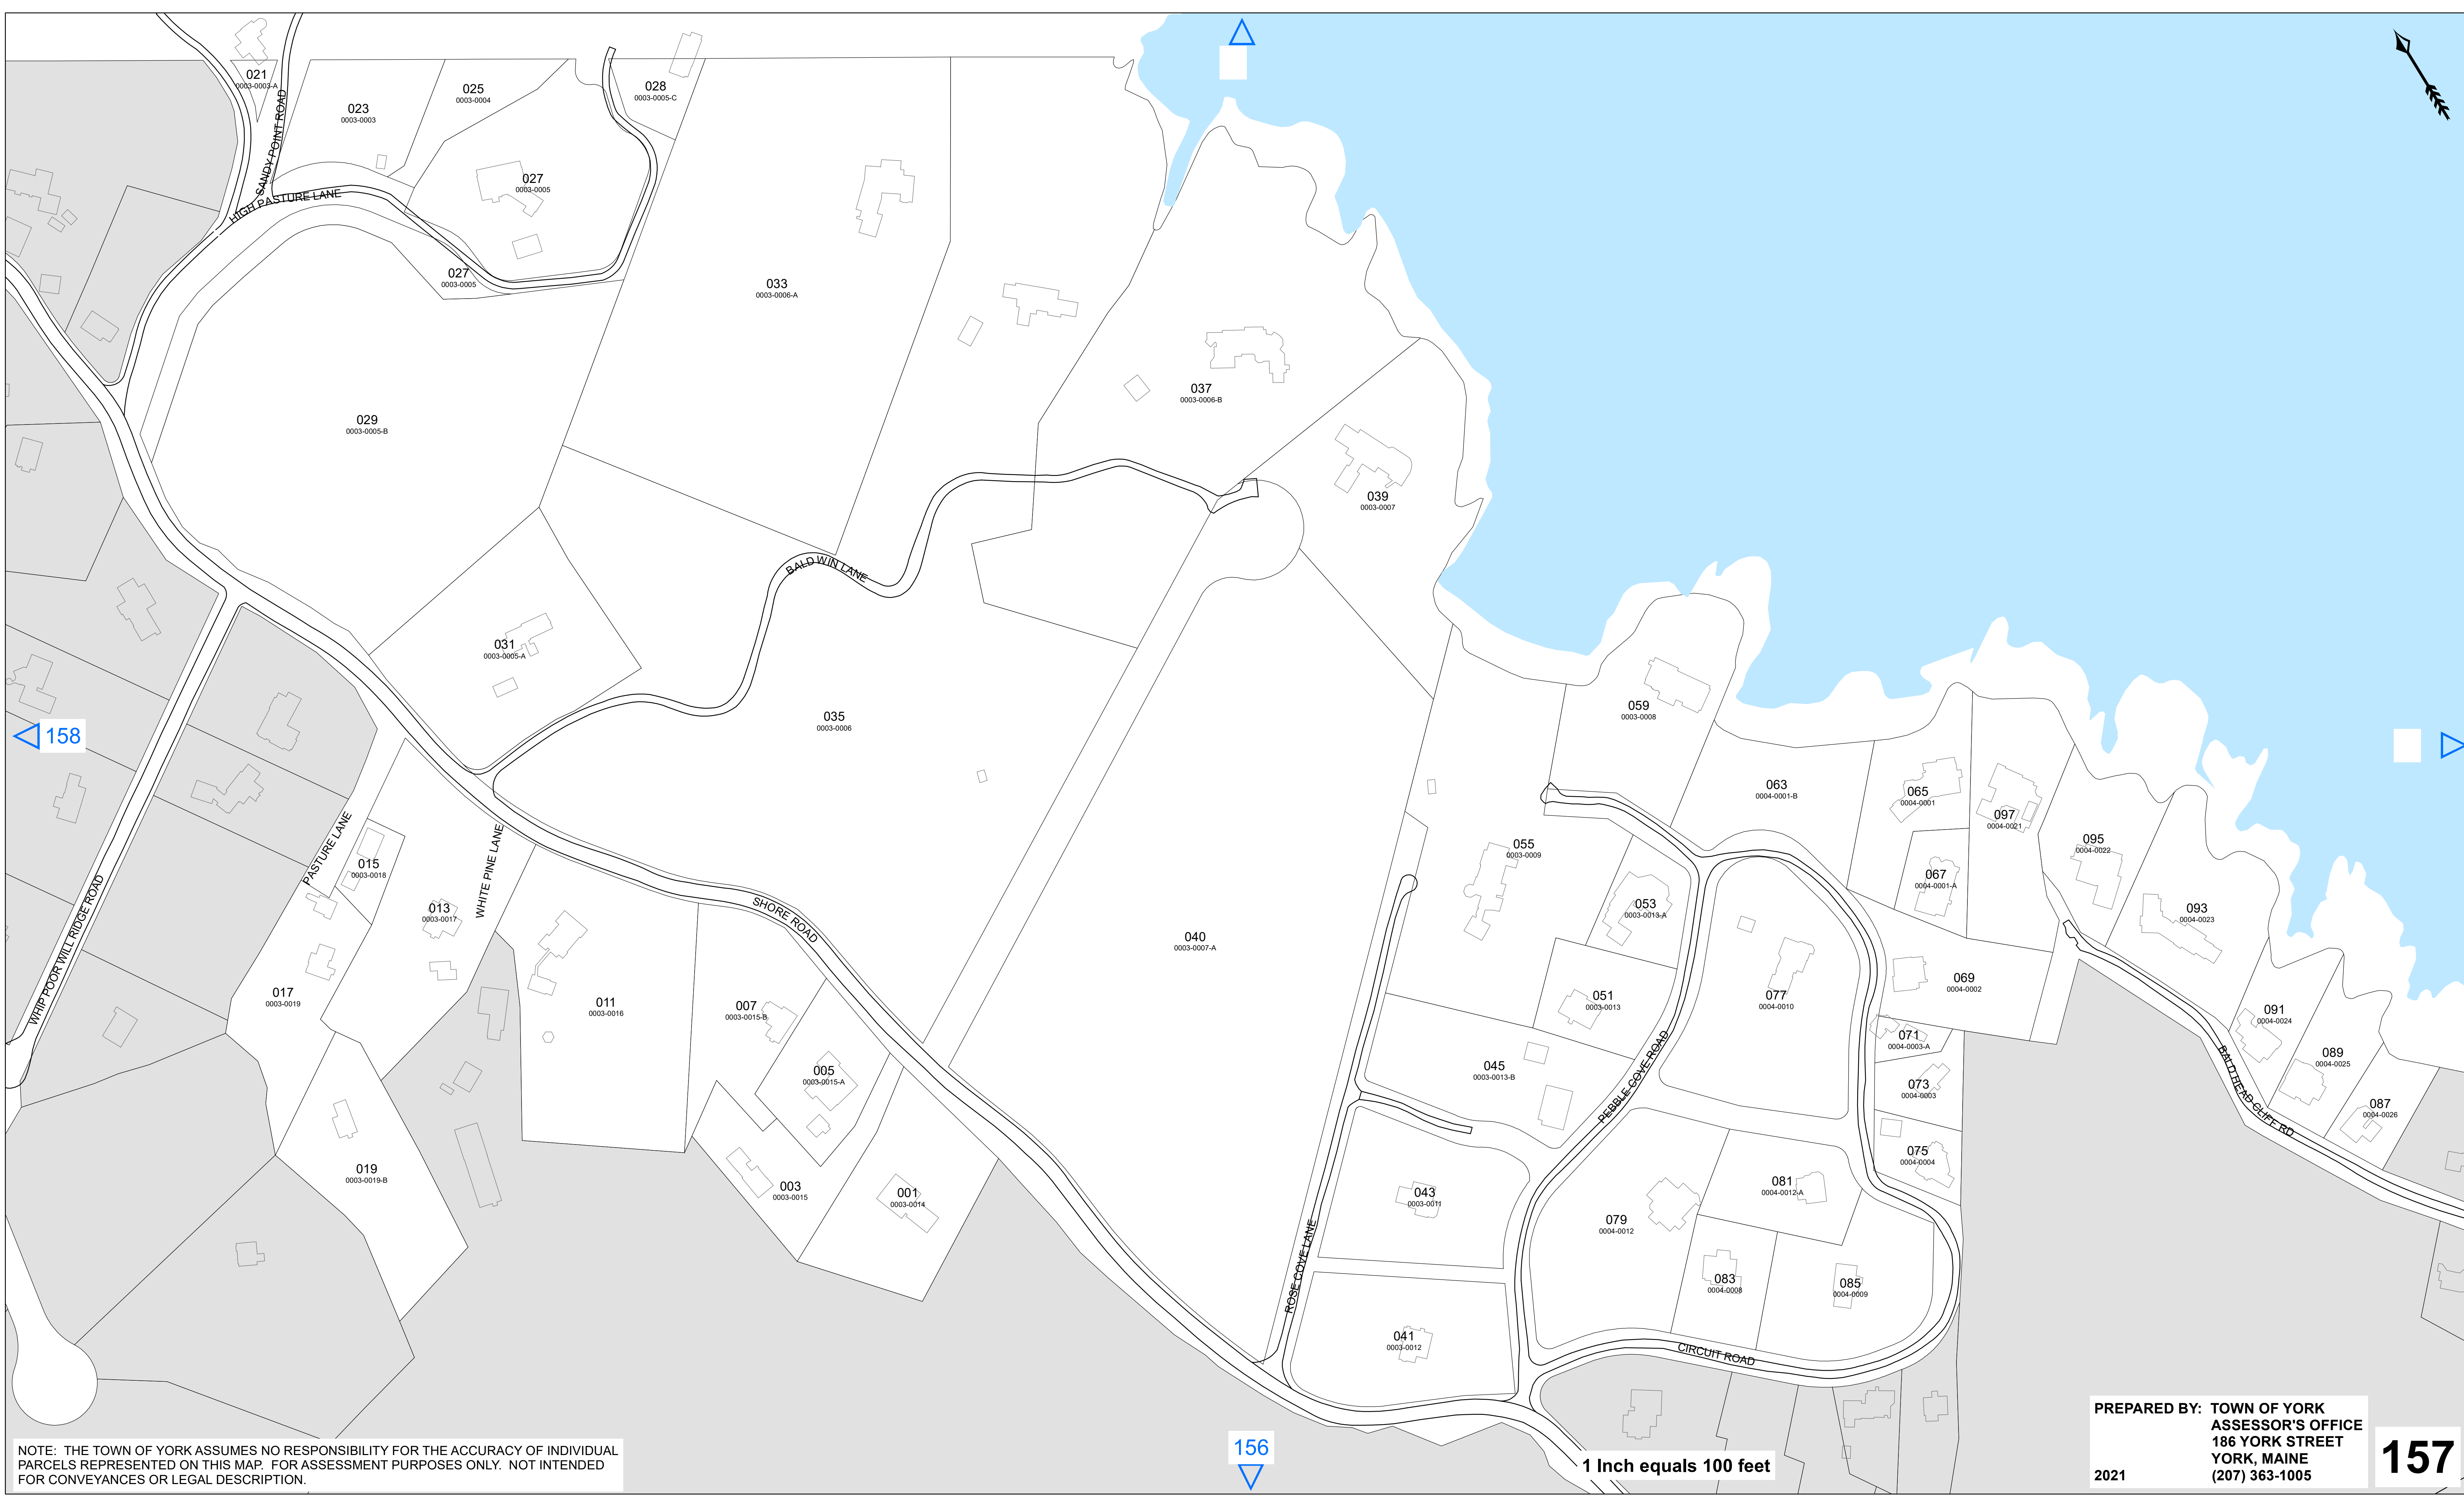 021
0003-0003-A
023
0003-0003
025
0003-0004
028
0003-0005-C
SANDY POINT ROAD
HIGH PASTURE LANE
027
0003-0005
027
0003-0005
033
0003-0006-A
029
0003-0005-B
037
0003-0006-B
039
0003-0007
BALDWIN LANE
031
0003-0005-A
035
0003-0006
158
059
0003-0008
063
0004-0001-B
065
0004-0001
097
0004-0021
095
0004-0022
055
0003-0009
067
0004-0001-A
PASTURE LANE
015
0003-0018
WHITE PINE LANE
013
0003-0017
SHORE ROAD
053
0003-0013-A
093
0004-0023
040
0003-0007-A
WHIP POOR WILL RIDGE ROAD
017
0003-0019
011
0003-0016
007
0003-0015-B
051
0003-0013
077
0004-0010
069
0004-0002
091
0004-0024
071
0004-0003-A
089
0004-0025
005
0003-0015-A
045
0003-0013-B
PEBBLE COVE ROAD
073
0004-0003
BALD HEAD CLIFF RD
087
0004-0026
075
0004-0004
019
0003-0019-B
003
0003-0015
001
0003-0014
043
0003-0011
081
0004-0012-A
079
0004-0012
ROSE COVE LANE
083
0004-0008
085
0004-0009
041
0003-0012
CIRCUIT ROAD
156
NOTE: THE TOWN OF YORK ASSUMES NO RESPONSIBILITY FOR THE ACCURACY OF INDIVIDUAL
PARCELS REPRESENTED ON THIS MAP. FOR ASSESSMENT PURPOSES ONLY. NOT INTENDED
FOR CONVEYANCES OR LEGAL DESCRIPTION.
1 Inch equals 100 feet
PREPARED BY: TOWN OF YORK
ASSESSOR'S OFFICE
186 YORK STREET
YORK, MAINE
2021 (207) 363-1005
157